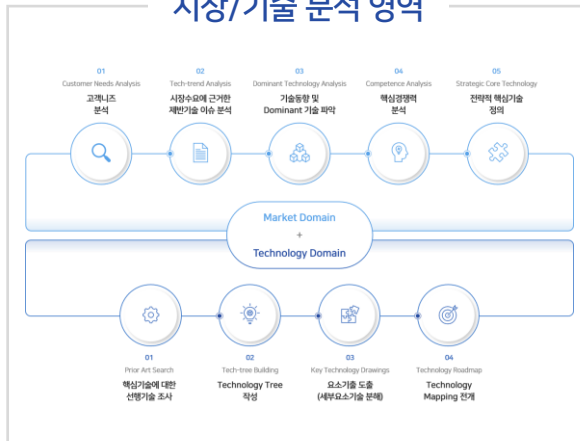 시장/기술 분석 영역
01
Customer Needs Analysis
고객니즈
분석
02
Tech-trend Analysis
시장수요에 근거한
제반기술 이슈 분석
03
Dominant Technology Analysis
기술동향 및
Dominant 기술 파악
04
Competence Analysis
핵심경쟁력
분석
05
Strategic Core Technology
전략적 핵심기술
정의
Market Domain
+
Technology Domain
01
Prior Art Search
핵심기술에 대한
선행기술 조사
02
Tech-tree Building
Technology Tree
작성
03
Key Technology Drawings
요소기출 도출
(세부요소기술 분해)
04
Technology Roadmap
Technology
Mapping 전개